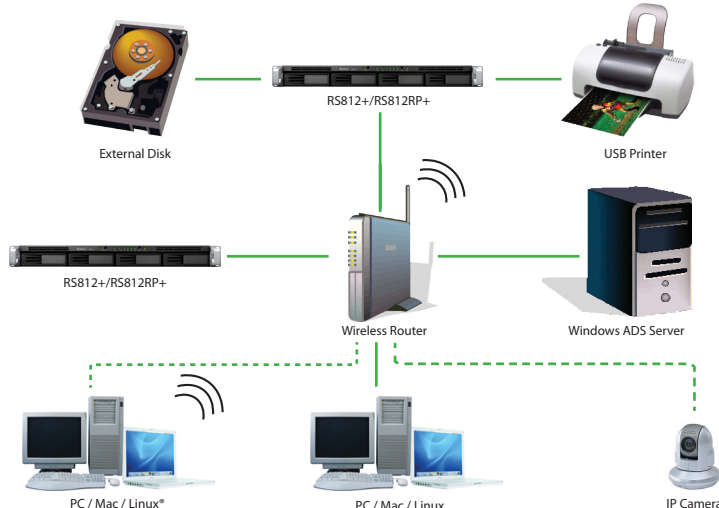 RS812+/RS812RP+
External Disk
USB Printer
RS812+/RS812RP+
Wireless Router
Windows ADS Server
PC / Mac / Linux®
PC / Mac / Linux
IP Camera